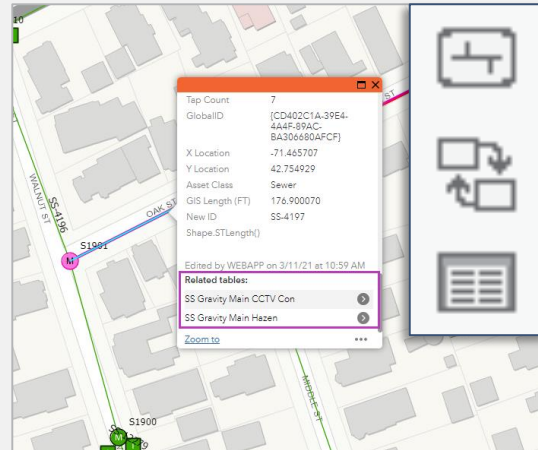 10
ST
Tap Count 7
GlobalID {CD402C1A-39E4-
4A4F-89AC-
BA306680AFCF}
X Location -71.465707
Y Location 42.754929
Asset Class Sewer
GIS Length (FT) 176.900070
New ID SS-4197
Shape.STLength()
Edited by WEBAPP on 3/11/21 at 10:59 AM
Related tables:
SS Gravity Main CCTV Con
SS Gravity Main Hazen
Zoom to
WALNUT ST
SS-4196
OAK ST
S1901
M
MIDDLE ST
S1900
M